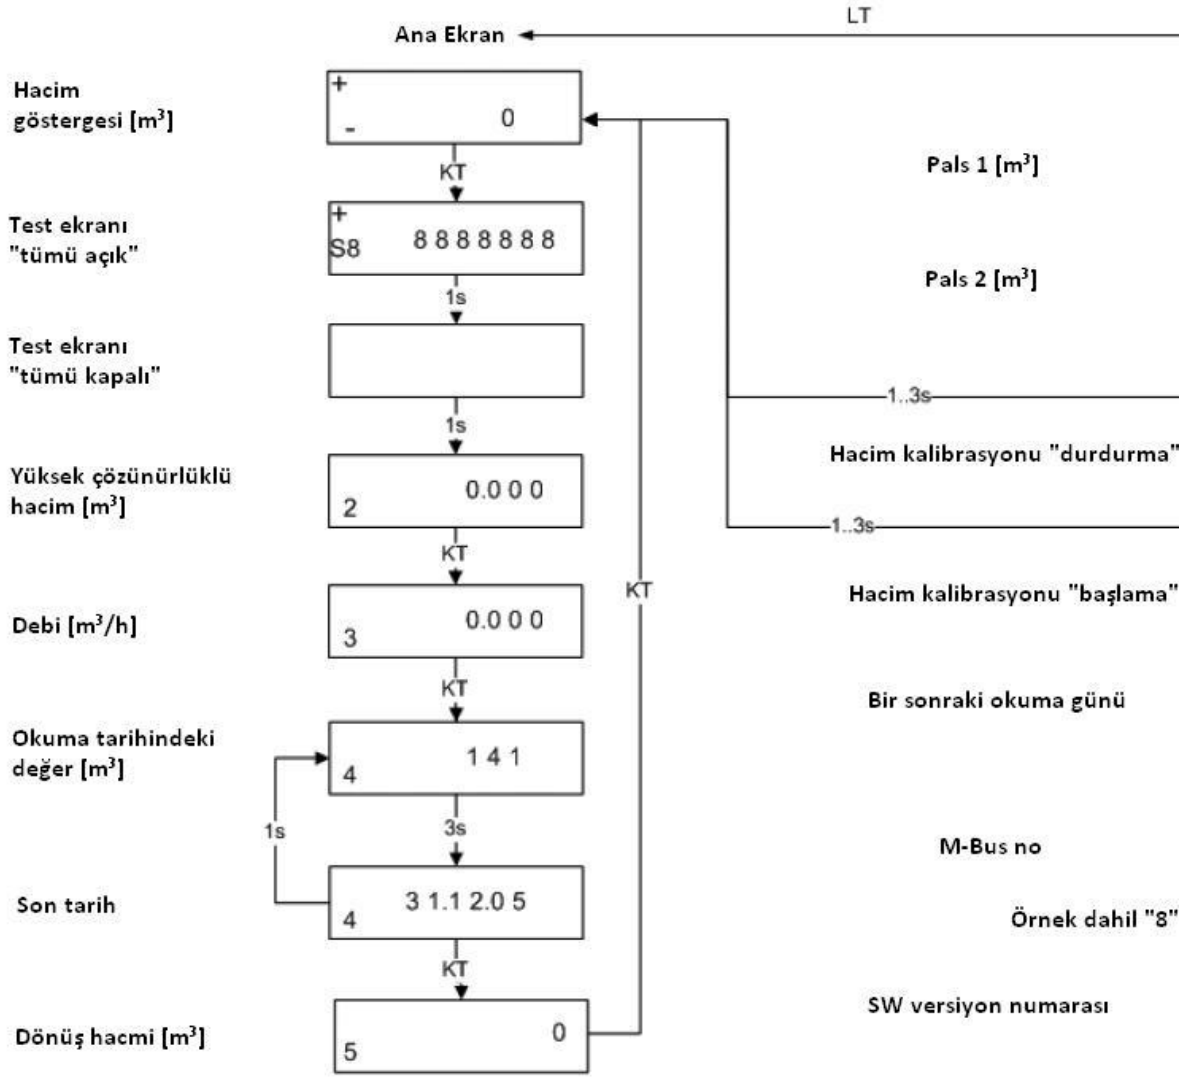 LT
Ana Ekran
Hacim
göstergesi [m³]
+
-
0
KT
Pals 1 [m³]
Test ekranı
"tümü açık"
+
S8
8 8 8 8 8 8 8
Pals 2 [m³]
1s
Test ekranı
"tümü kapalı"
1..3s
1s
Hacim kalibrasyonu "durdurma"
Yüksek çözünürlüklü
hacim [m³]
0.0 0 0
2
1..3s
KT
KT
Hacim kalibrasyonu "başlama"
Debi [m³/h]
0.0 0 0
3
KT
Bir sonraki okuma günü
Okuma tarihindeki
değer [m³]
1 4 1
4
1s
3s
M-Bus no
Son tarih
3 1.1 2.0 5
4
Örnek dahil "8"
KT
SW versiyon numarası
Dönüş hacmi [m³]
0
5